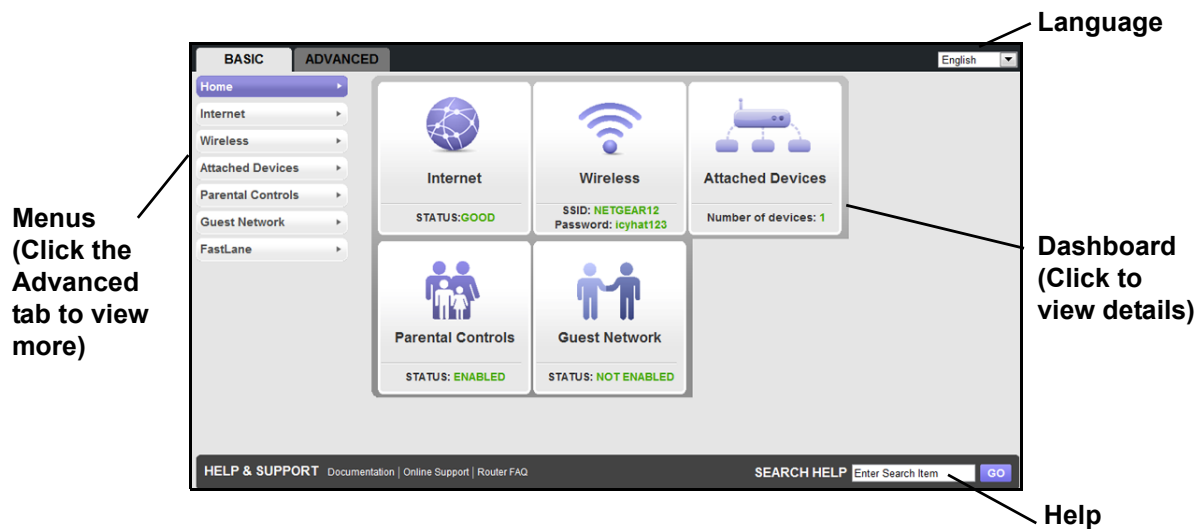 Language
BASIC
ADVANCED
English
Home
Internet
Wireless
Attached Devices
Parental Controls
Guest Network
FastLane
Menus
(Click the
Advanced
tab to view
more)
Internet
STATUS:GOOD
Wireless
SSID: NETGEAR12
Password: icyhat123
Attached Devices
Number of devices: 1
Parental Controls
STATUS: ENABLED
Guest Network
STATUS: NOT ENABLED
Dashboard
(Click to
view details)
HELP & SUPPORT Documentation | Online Support | Router FAQ
SEARCH HELP Enter Search Item GO
Help